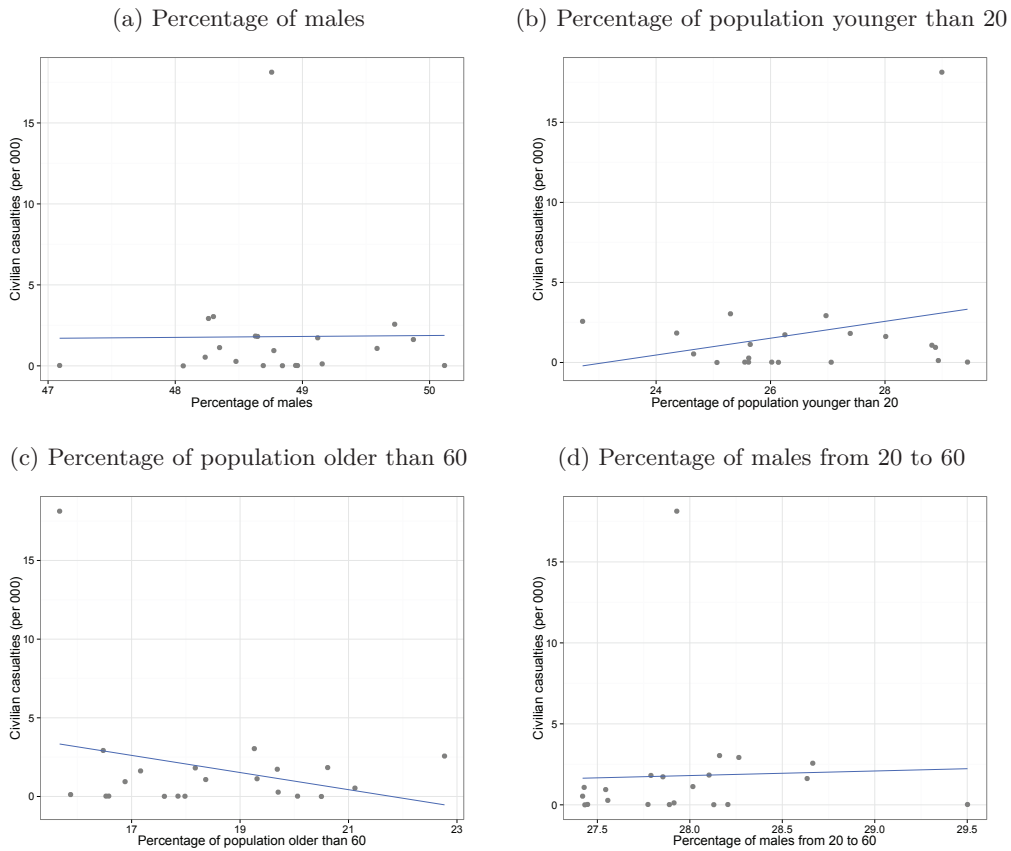 (a) Percentage of males
(b) Percentage of population younger than 20
Civilian casualties (per 000)
15
10
5
0
47 48 49 50
Percentage of males
Civilian casualties (per 000)
15
10
5
0
24 26 28
Percentage of population younger than 20
(c) Percentage of population older than 60
(d) Percentage of males from 20 to 60
Civilian casualties (per 000)
15
10
5
0
17 19 21 23
Percentage of population older than 60
Civilian casualties (per 000)
15
10
5
0
27.5 28.0 28.5 29.0 29.5
Percentage of males from 20 to 60